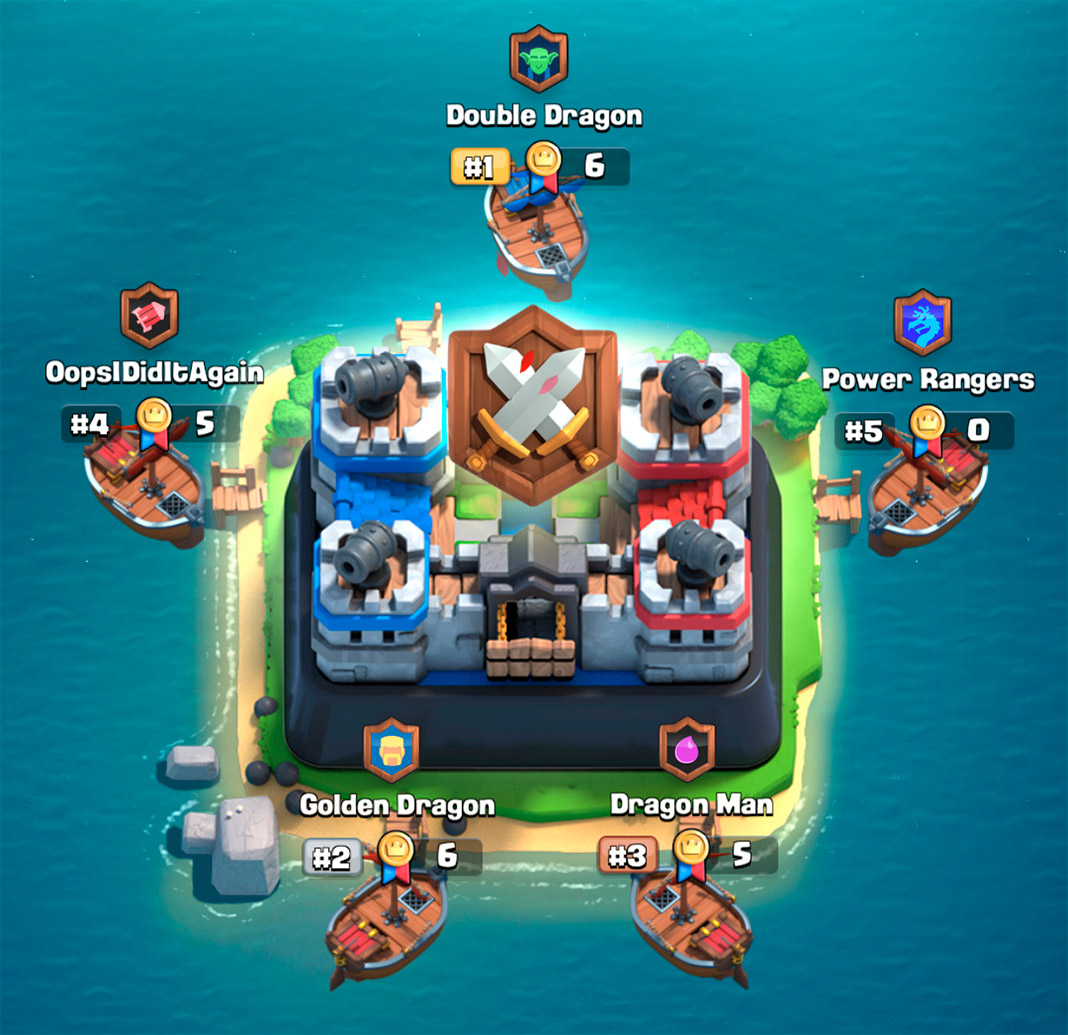 Double Dragon
#1 6
OopsIDidItAgain
#4 5
Power Rangers
#5 0
Golden Dragon
#2 6
Dragon Man
#3 5